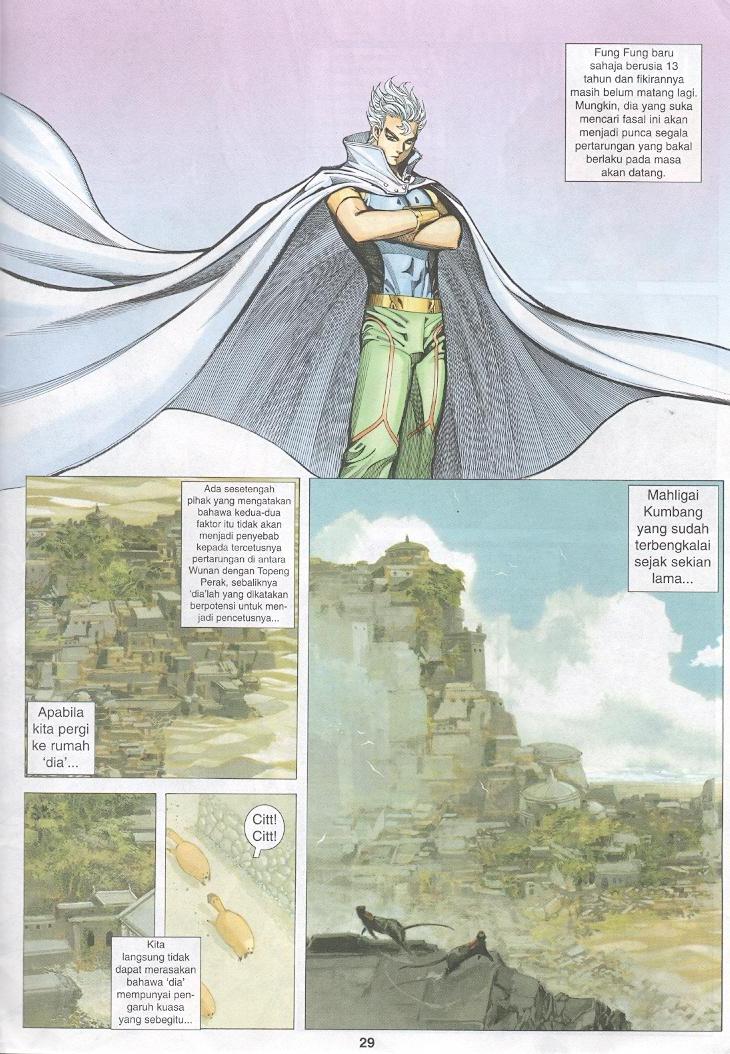 Fung Fung baru
sahaja berusia 13
tahun dan fikirannya
masih belum matang lagi.
Mungkin, dia yang suka
mencari fasal ini akan
menjadi punca segala
pertarungan yang bakal
berlaku pada masa
akan datang.
Ada sesetengah
pihak yang mengatakan
bahawa kedua-dua
faktor itu tidak akan
menjadi penyebab
kepada tercetusnya
pertarungan di antara
Wunan dengan Topeng
Perak, sebaliknya
'dia'lah yang dikatakan
berpotensi untuk men-
jadi pencetusnya...
Apabila
kita pergi
ke rumah
'dia'...
Mahligai
Kumbang
yang sudah
terbengkalai
sejak sekian
lama...
Citt!
Citt!
Kita
langsung tidak
dapat merasakan
bahawa 'dia'
mempunyai pen-
garuh kuasa
yang sebegitu...
29